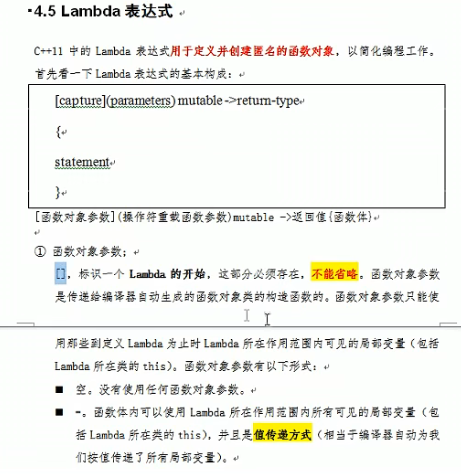 ▪4.5 Lambda 表达式
C++11 中的 Lambda 表达式用于定义并创建匿名的函数对象，以简化编程工作。
首先看一下 Lambda 表达式的基本构成：
[capture](parameters) mutable ->return-type
{
statement
}
[函数对象参数](操作符重载函数参数)mutable ->返回值{函数体}
① 函数对象参数；
[]，标识一个 Lambda 的开始，这部分必须存在，不能省略。函数对象参数
是传递给编译器自动生成的函数对象类的构造函数的。函数对象参数只能使
用那些到定义 Lambda 为止时 Lambda 所在作用范围内可见的局部变量（包括
Lambda 所在类的 this）。函数对象参数有以下形式：
■ 空。没有使用任何函数对象参数。
■ =。函数体内可以使用 Lambda 所在作用范围内所有可见的局部变量（包
括 Lambda 所在类的 this），并且是值传递方式（相当于编译器自动为我
们按值传递了所有局部变量）。